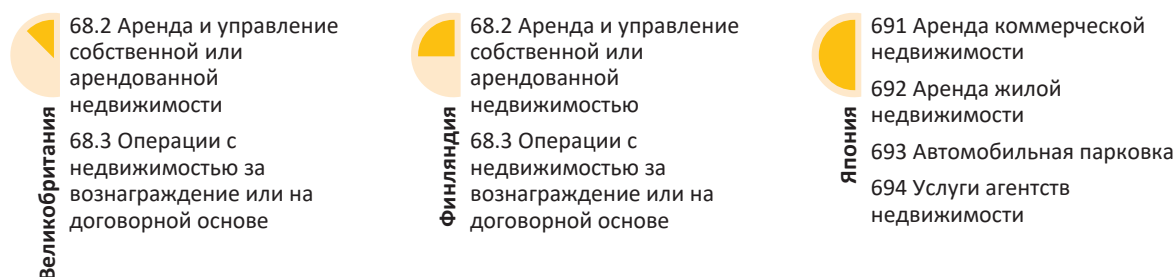 Великобритания
68.2 Аренда и управление
собственной или
арендованной
недвижимости
68.3 Операции с
недвижимостью за
вознаграждение или на
договорной основе
Финляндия
68.2 Аренда и управление
собственной или
арендованной
недвижимостью
68.3 Операции с
недвижимостью за
вознаграждение или на
договорной основе
Япония
691 Аренда коммерческой
недвижимости
692 Аренда жилой
недвижимости
693 Автомобильная парковка
694 Услуги агентств
недвижимости